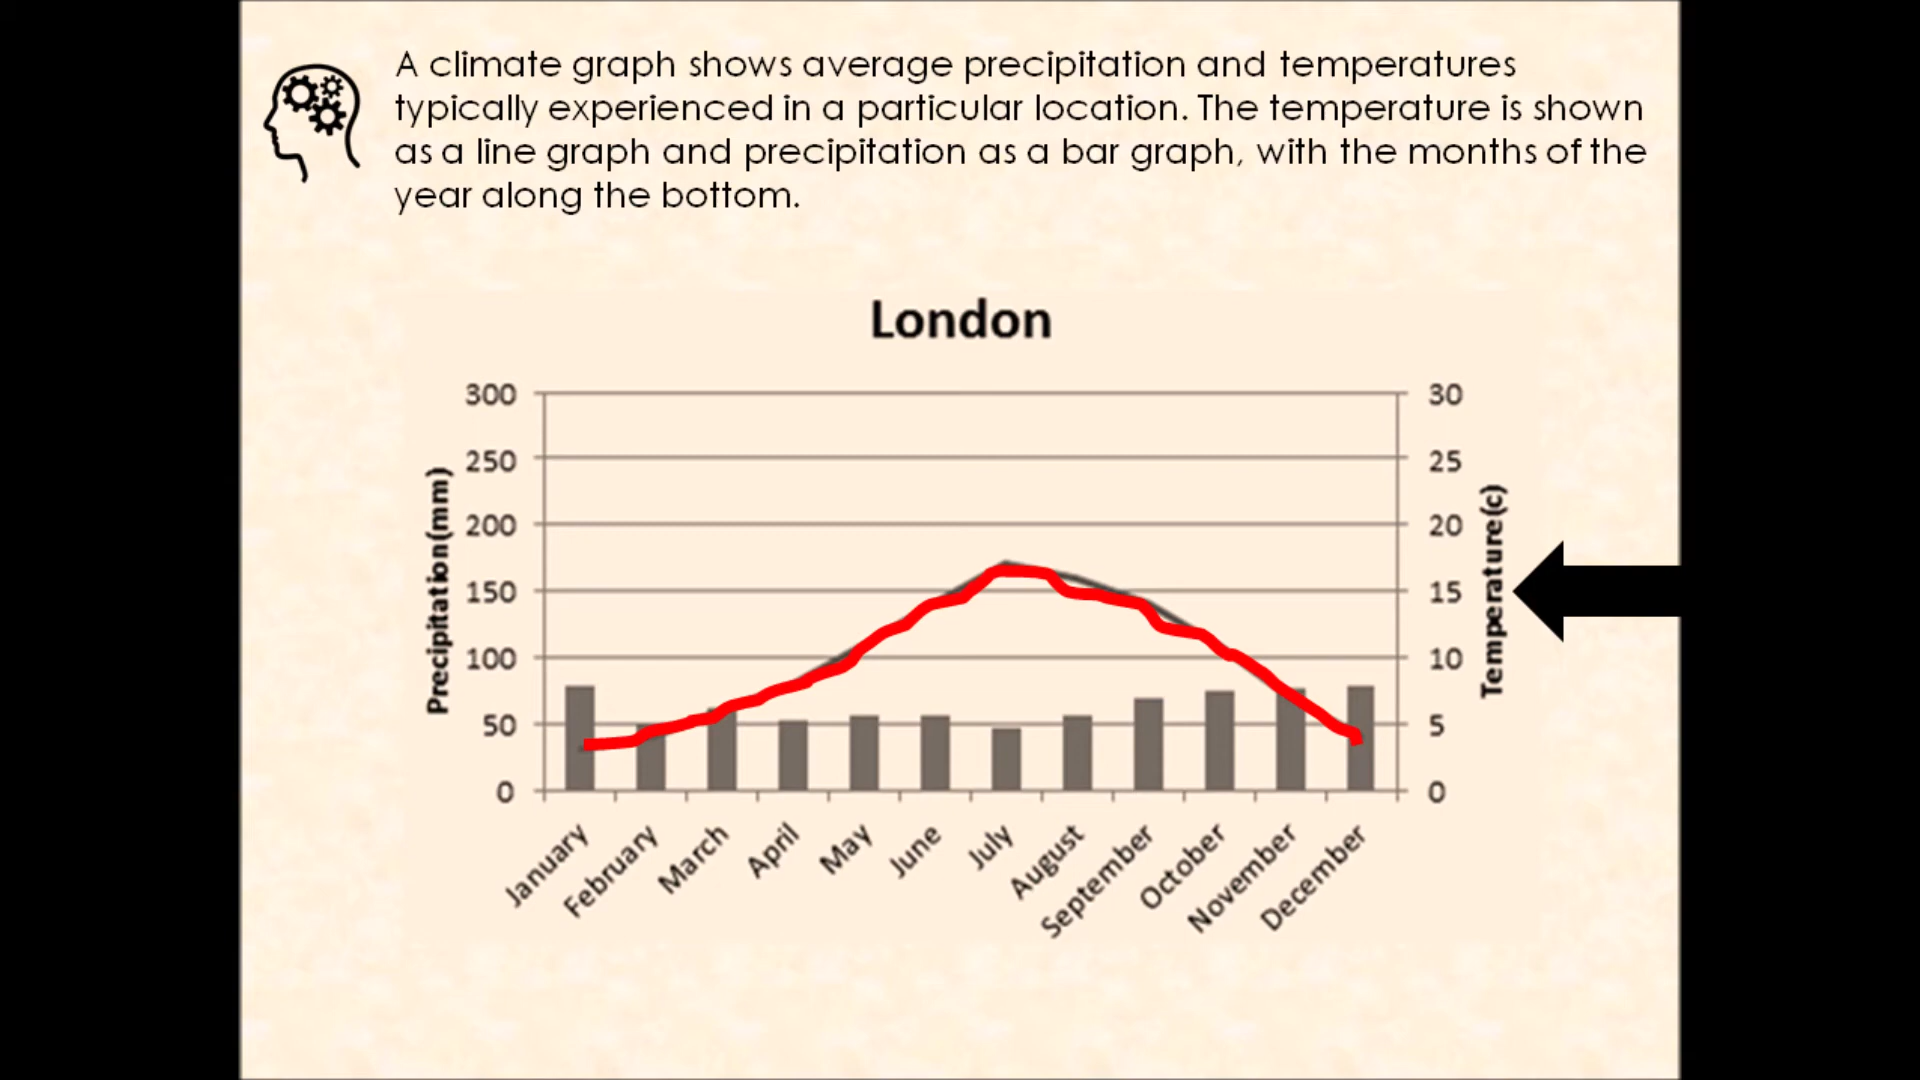 A climate graph shows average precipitation and temperatures
typically experienced in a particular location. The temperature is shown
as a line graph and precipitation as a bar graph, with the months of the
year along the bottom.
London
Precipitation(mm)
300
250
200
150
100
50
0
30
25
20
15
10
5
0
Temperature(c)
January
February
March
April
May
June
July
August
September
October
November
December